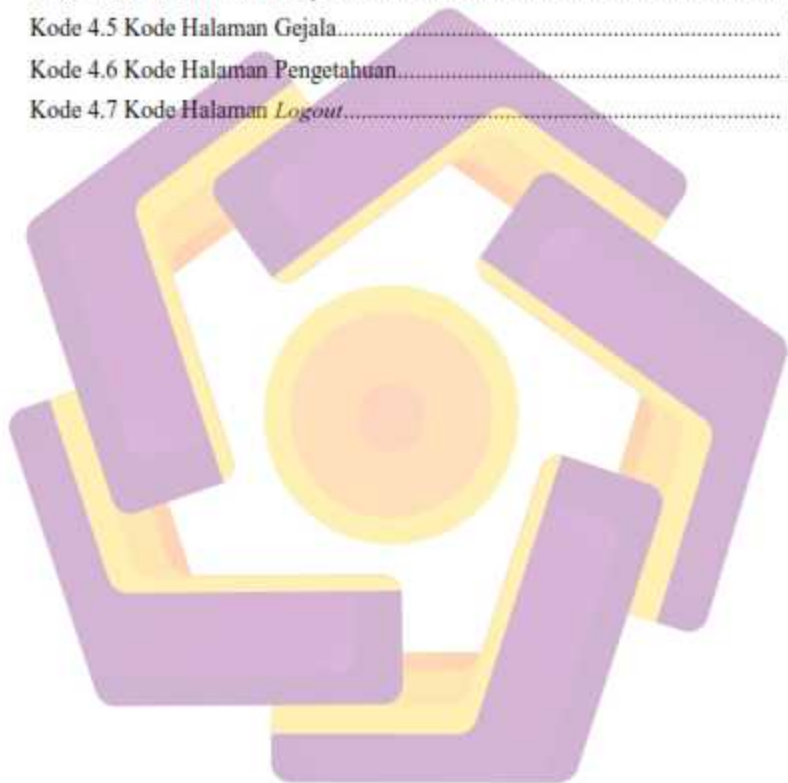 Kode 4.5 Kode Halaman Gejala................................................................................
Kode 4.6 Kode Halaman Pengetahuan....................................................................
Kode 4.7 Kode Halaman Logout...............................................................................